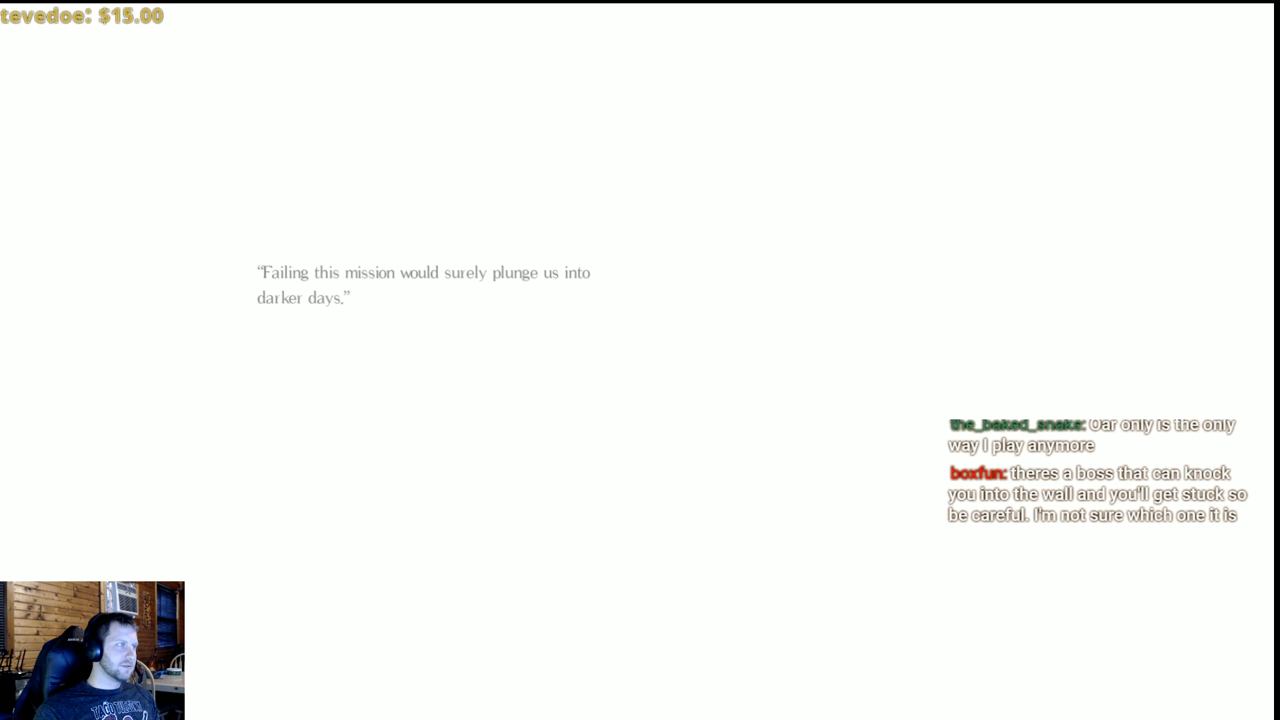 tevedoe: $15.00
“Failing this mission would surely plunge us into
darker days.”
the_baked_snake: Oar only is the only
way I play anymore
boxfun: theres a boss that can knock
you into the wall and you'll get stuck so
be careful. I'm not sure which one it is